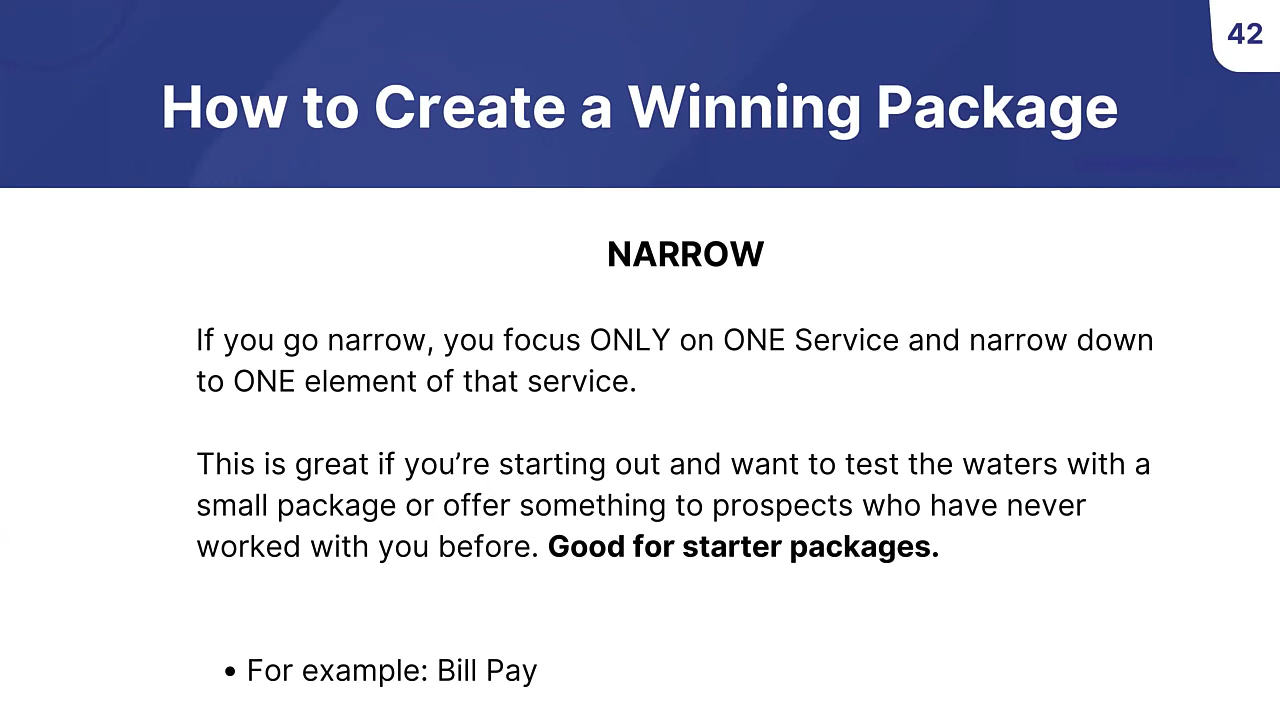 42
How to Create a Winning Package
NARROW
If you go narrow, you focus ONLY on ONE Service and narrow down
to ONE element of that service.
This is great if you’re starting out and want to test the waters with a
small package or offer something to prospects who have never
worked with you before. Good for starter packages.
• For example: Bill Pay